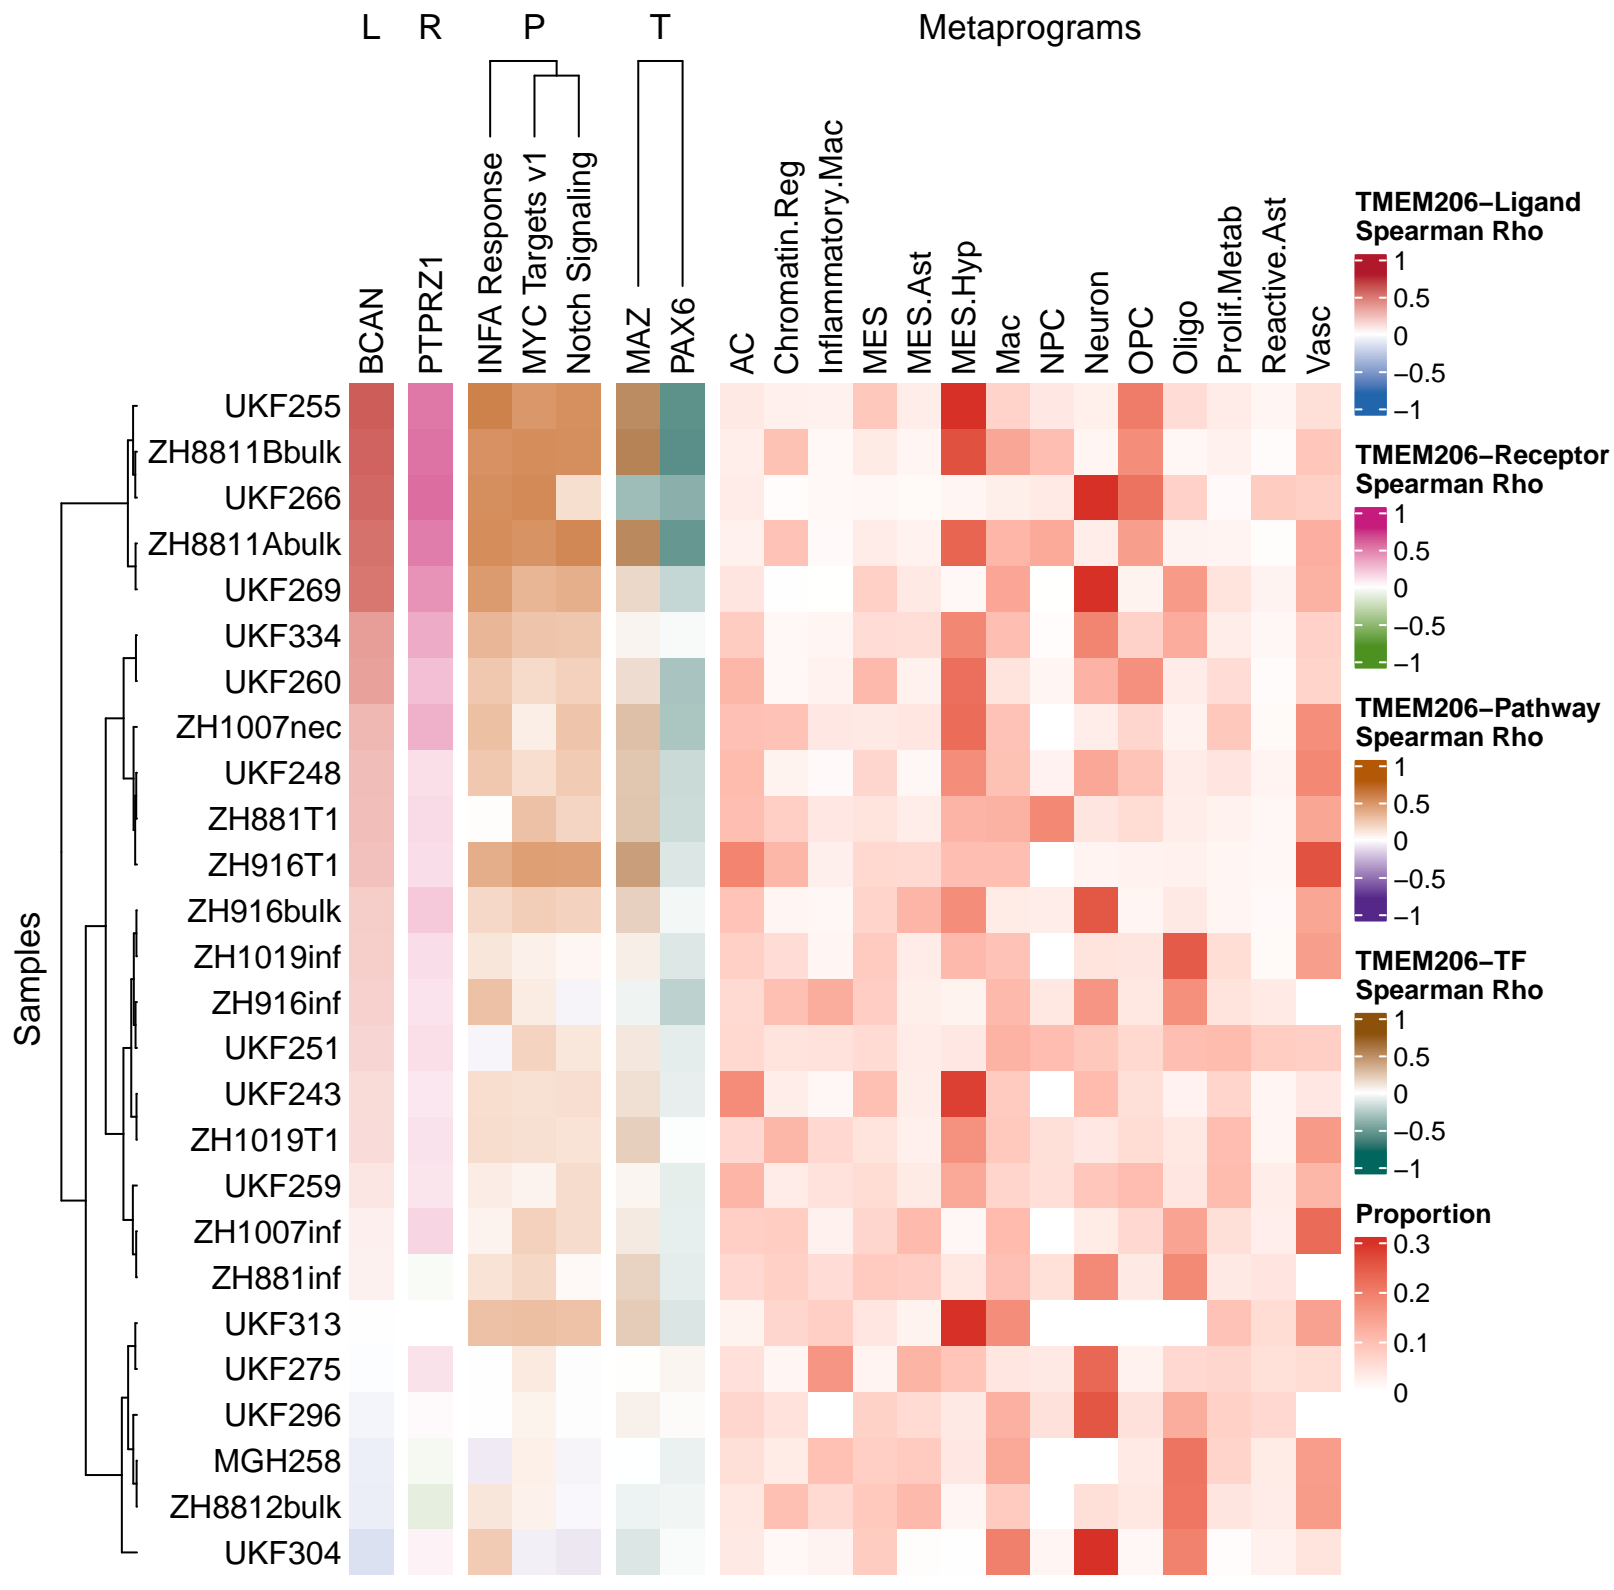 L R P T Metaprograms
BCAN
PTPRZ1
INFA Response
MYC Targets v1
Notch Signaling
MAZ
PAX6
AC
Chromatin.Reg
Inflammatory.Mac
MES
MES.Ast
MES.Hyp
Mac
NPC
Neuron
OPC
Oligo
Prolif.Metab
Reactive.Ast
Vasc
Samples
UKF255
ZH8811Bbulk
UKF266
ZH8811Abulk
UKF269
UKF334
UKF260
ZH1007nec
UKF248
ZH881T1
ZH916T1
ZH916bulk
ZH1019inf
ZH916inf
UKF251
UKF243
ZH1019T1
UKF259
ZH1007inf
ZH881inf
UKF313
UKF275
UKF296
MGH258
ZH8812bulk
UKF304
TMEM206−Ligand
Spearman Rho
1
0.5
0
−0.5
−1
TMEM206−Receptor
Spearman Rho
1
0.5
0
−0.5
−1
TMEM206−Pathway
Spearman Rho
1
0.5
0
−0.5
−1
TMEM206−TF
Spearman Rho
1
0.5
0
−0.5
−1
Proportion
0.3
0.2
0.1
0